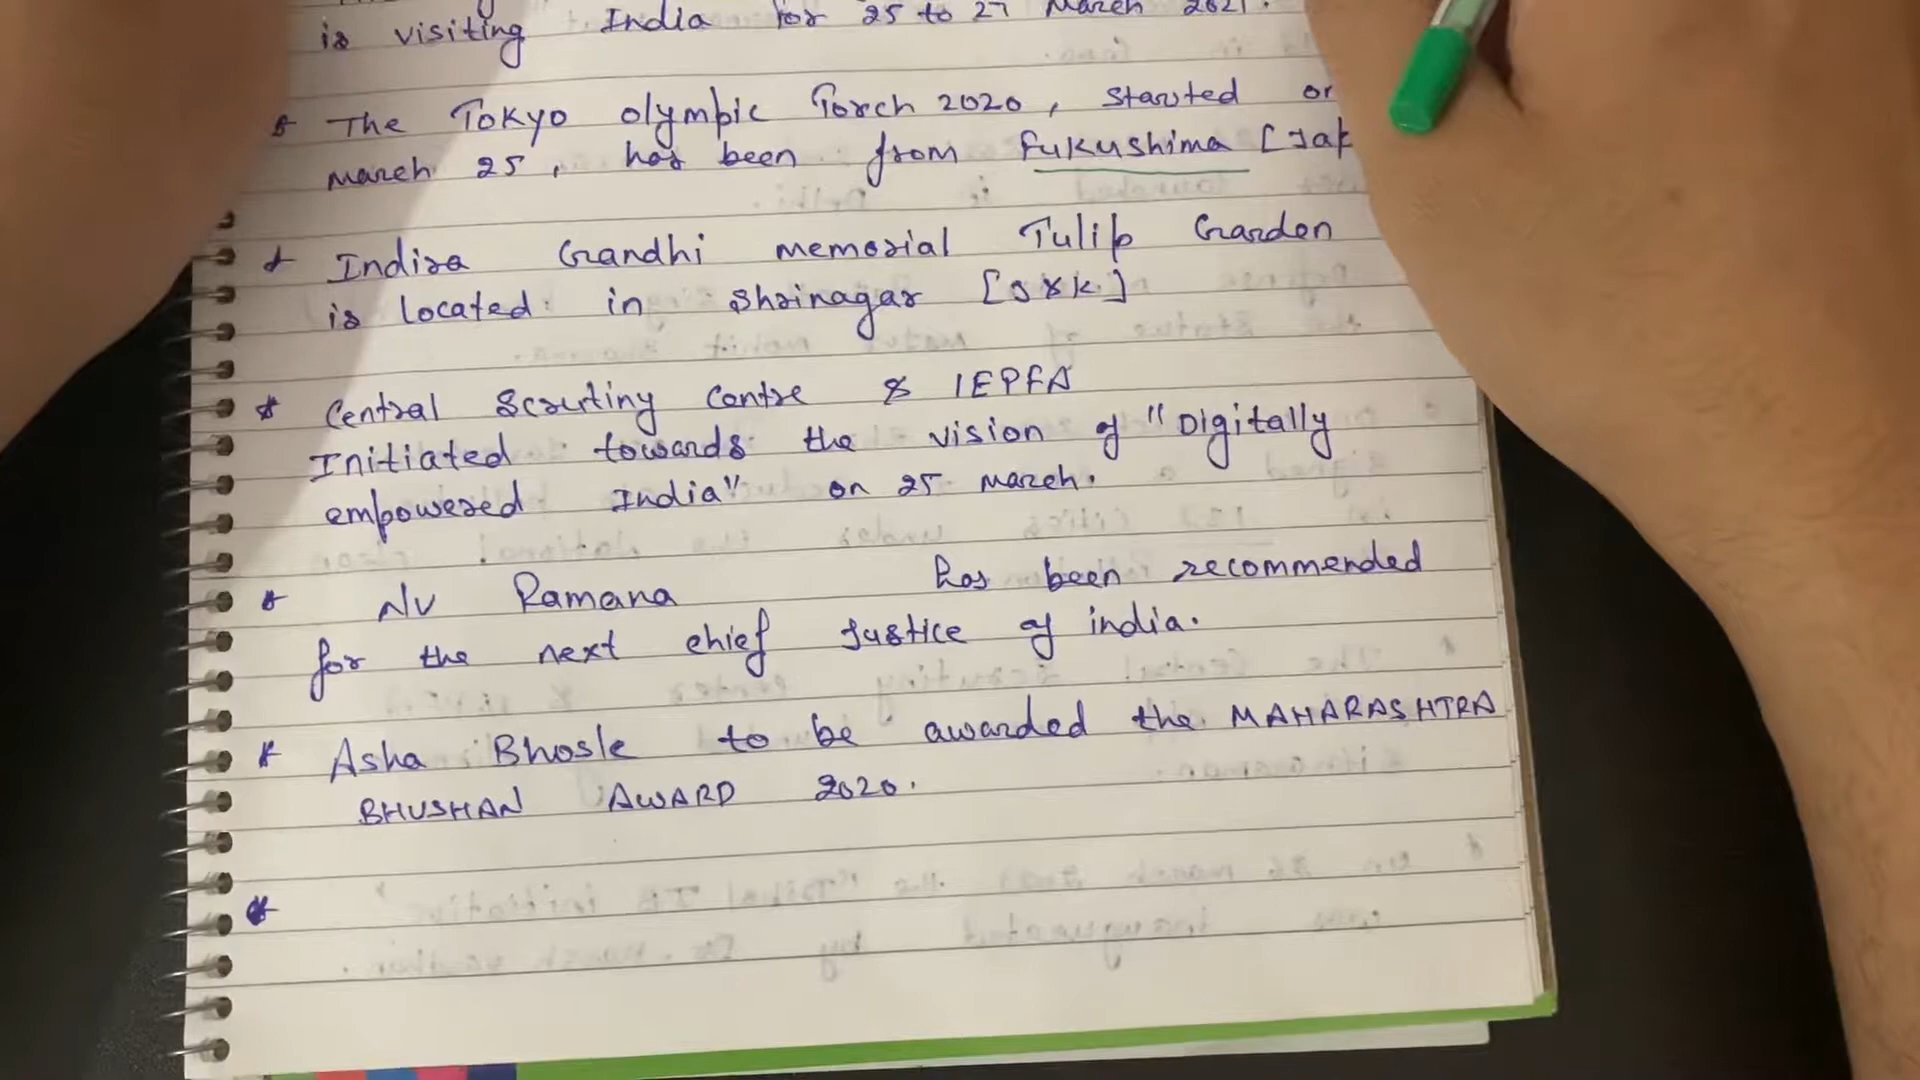 is visiting India for 25 to 27 March 2021.
* The Tokyo olympic Torch 2020, started on
march 25, has been from fukushima [Jap
* Indira Gandhi memorial Tulip Garden
is located in Shrinagar [J&K]
* Central Scrutiny Centre & IEPFA
Initiated towards the vision of "Digitally
empowered India" on 25 march.
* NV Ramana has been recommended
for the next chief Justice of india.
* Asha Bhosle to be awarded the MAHARASHTRA
BHUSHAN AWARD 2020.
*